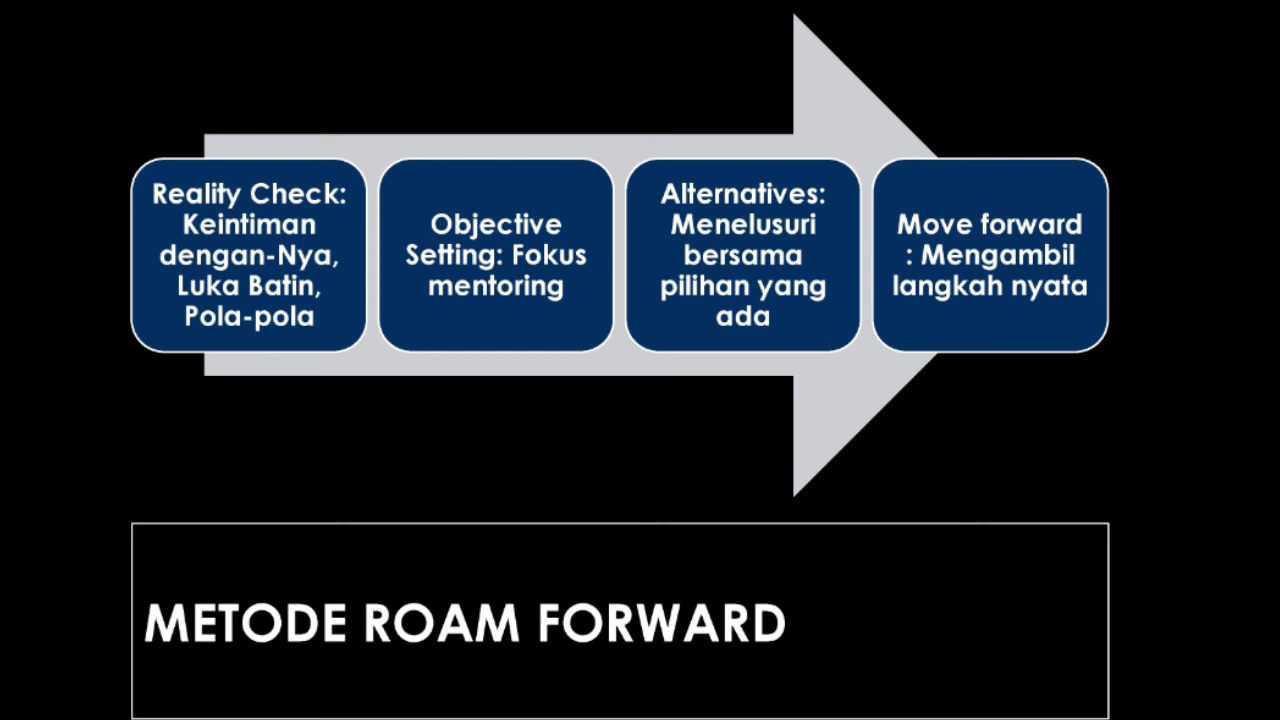 Reality Check:
Keintiman
dengan-Nya,
Luka Batin,
Pola-pola
Objective
Setting: Fokus
mentoring
Alternatives:
Menelusuri
bersama
pilihan yang
ada
Move forward
: Mengambil
langkah nyata
METODE ROAM FORWARD